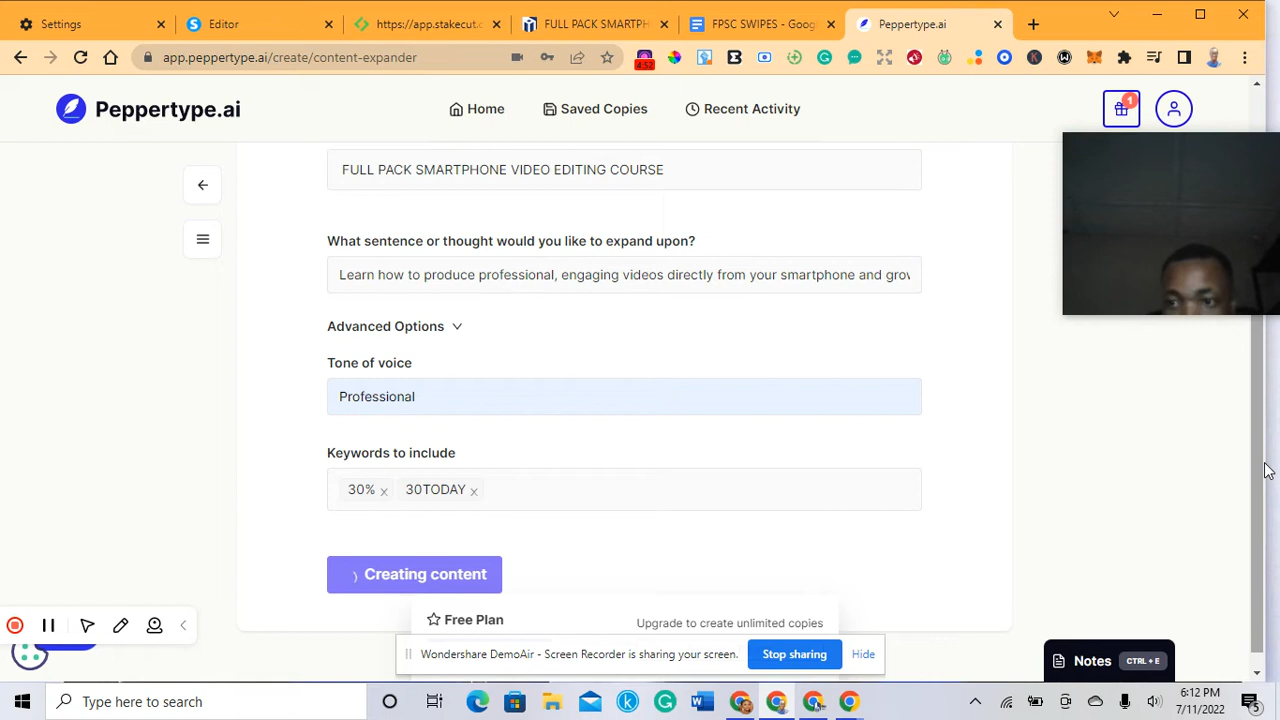 Settings
Editor
https://app.stakecut.c
FULL PACK SMARTPH
FPSC SWIPES - Goog
Peppertype.ai
app.peppertype.ai/create/content-expander
4.52
Peppertype.ai
Home
Saved Copies
Recent Activity
1
FULL PACK SMARTPHONE VIDEO EDITING COURSE
What sentence or thought would you like to expand upon?
Learn how to produce professional, engaging videos directly from your smartphone and grov
Advanced Options
Tone of voice
Professional
Keywords to include
30% x 30TODAY x
Creating content
Free Plan
Upgrade to create unlimited copies
Wondershare DemoAir - Screen Recorder is sharing your screen.
Stop sharing
Hide
Notes
CTRL + E
Type here to search
6:12 PM
7/11/2022
5